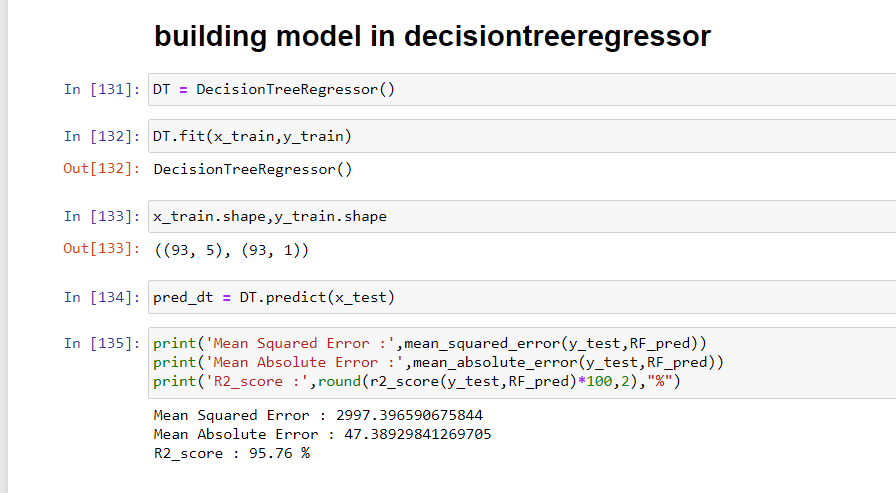 building model in decisiontreeregressor
In [131]: DT = DecisionTreeRegressor()
In [132]: DT.fit(x_train,y_train)
Out[132]: DecisionTreeRegressor()
In [133]: x_train.shape,y_train.shape
Out[133]: ((93, 5), (93, 1))
In [134]: pred_dt = DT.predict(x_test)
In [135]: print('Mean Squared Error :',mean_squared_error(y_test,RF_pred))
print('Mean Absolute Error :',mean_absolute_error(y_test,RF_pred))
print('R2_score :',round(r2_score(y_test,RF_pred)*100,2),"%")
Mean Squared Error : 2997.396590675844
Mean Absolute Error : 47.38929841269705
R2_score : 95.76 %